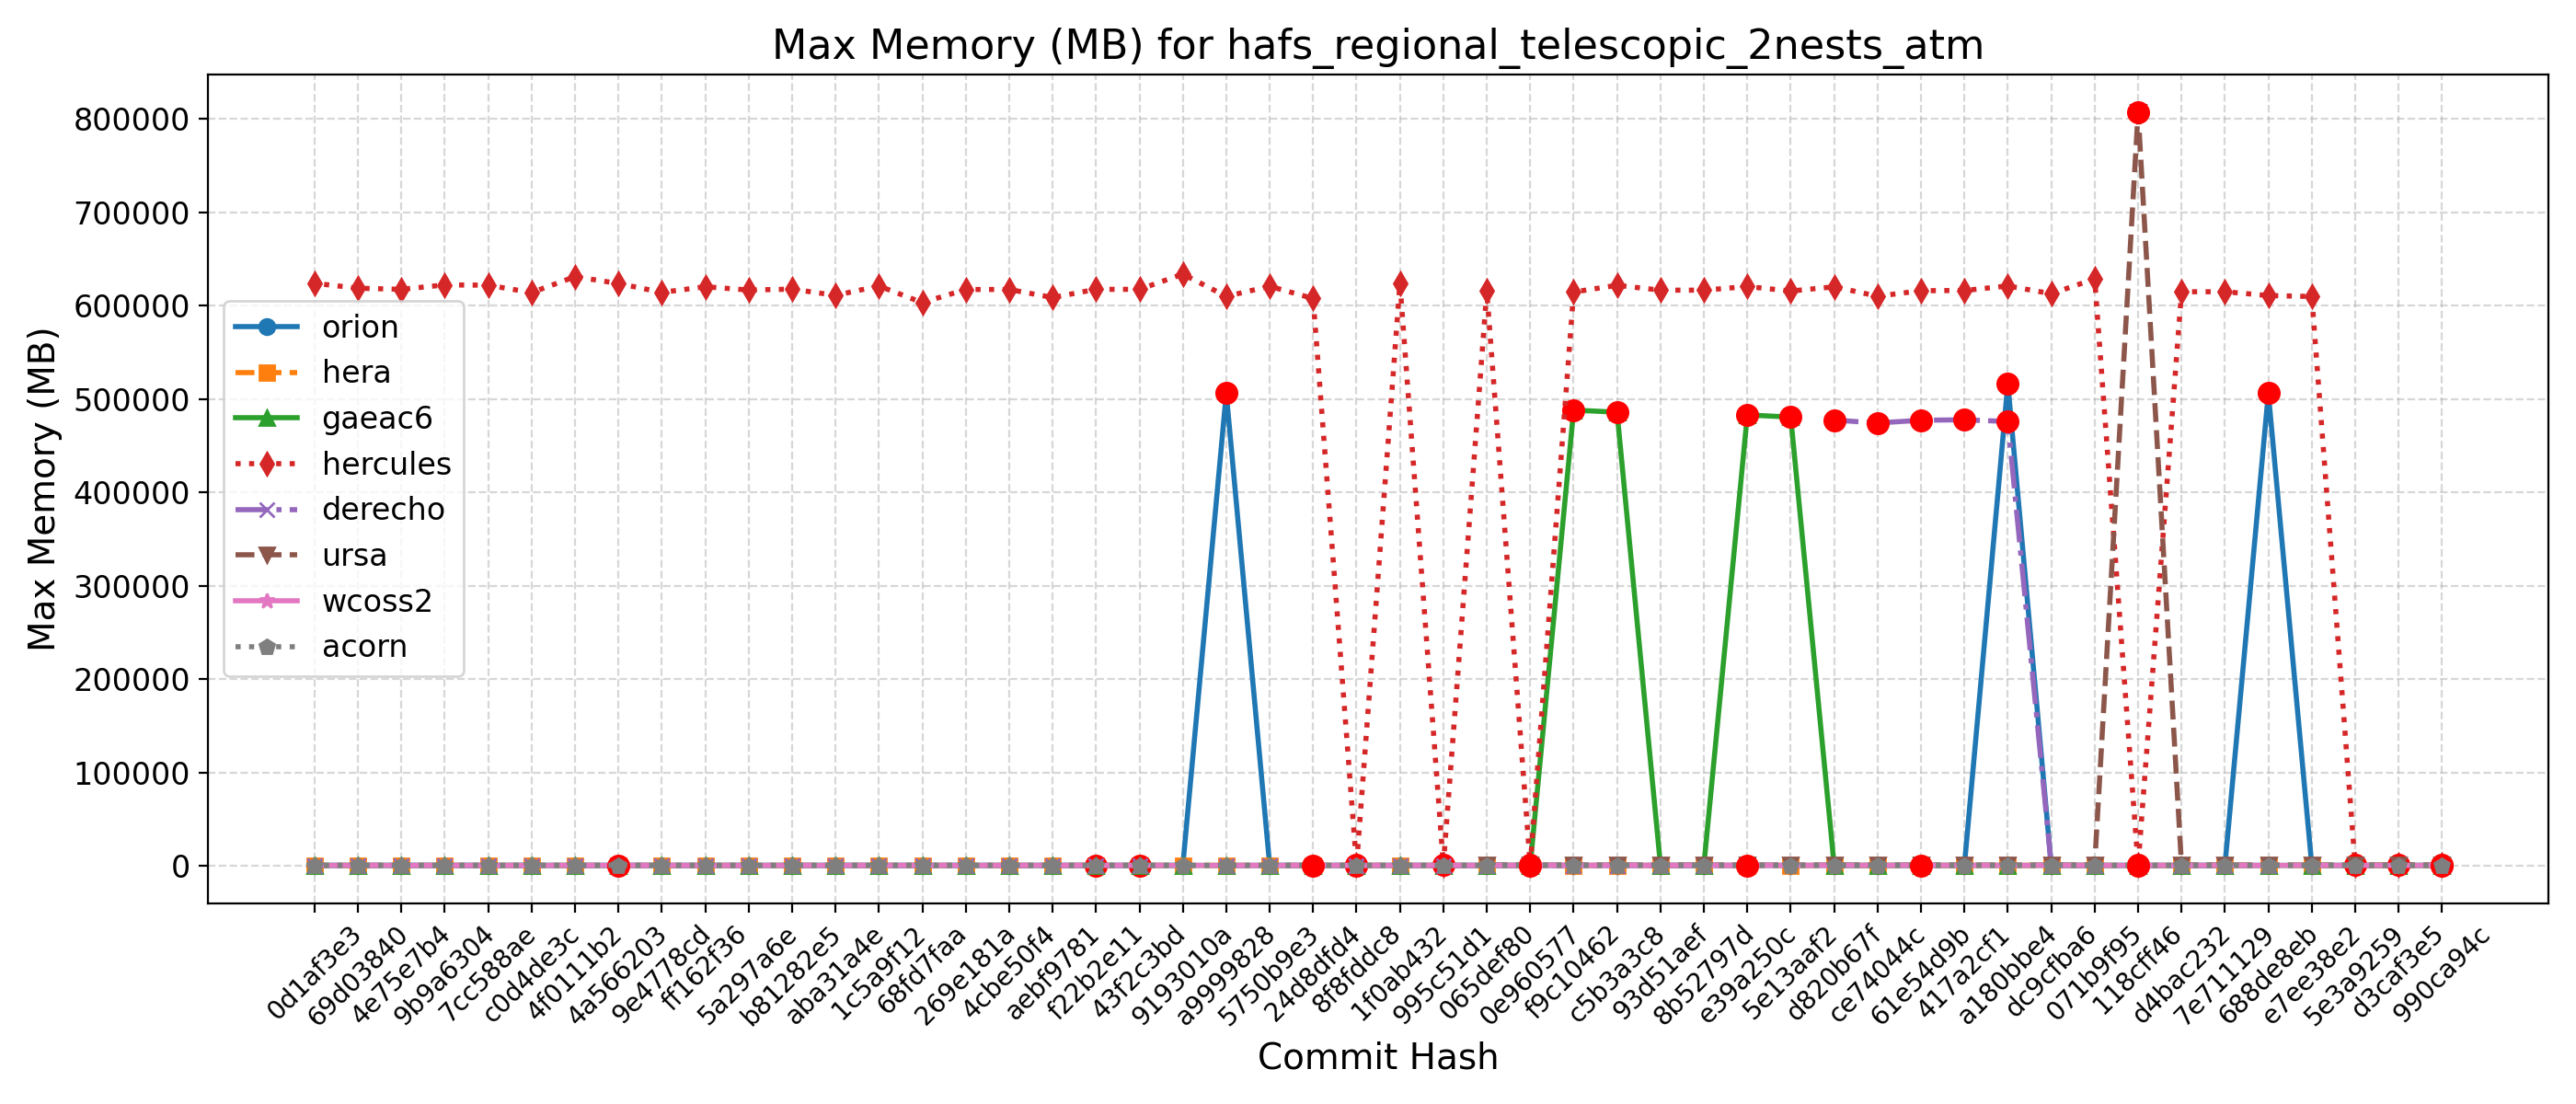 Max Memory (MB) for hafs_regional_telescopic_2nests_atm
Max Memory (MB)
800000
700000
600000
500000
400000
300000
200000
100000
0
orion
hera
gaeac6
hercules
derecho
ursa
wcoss2
acorn
0d1af3e3
69d03840
4e75e7b4
9b9a6304
7cc588ae
c0d4de3c
4f0111b2
4a566203
9e4778cd
ff162f36
5a297a6e
b81282e5
aba31a4e
1c5a9f12
68fd7faa
269e181a
4cbe50f4
aebf9781
f22b2e11
43f2c3bd
9193010a
a9999828
5750b9e3
24d8dfd4
8f8fddc8
1f0ab432
995c51d1
065def80
0e960577
f9c10462
c5b3a3c8
93d51aef
8b52797d
e39a250c
5e13aaf2
d820b67f
ce74044c
61e54d9b
417a2cf1
a180bbe4
dc9cfba6
071b9f95
118cff46
d4bac232
7e711129
688de8eb
e7ee38e2
5e3a9259
d3caf3e5
990ca94c
Commit Hash